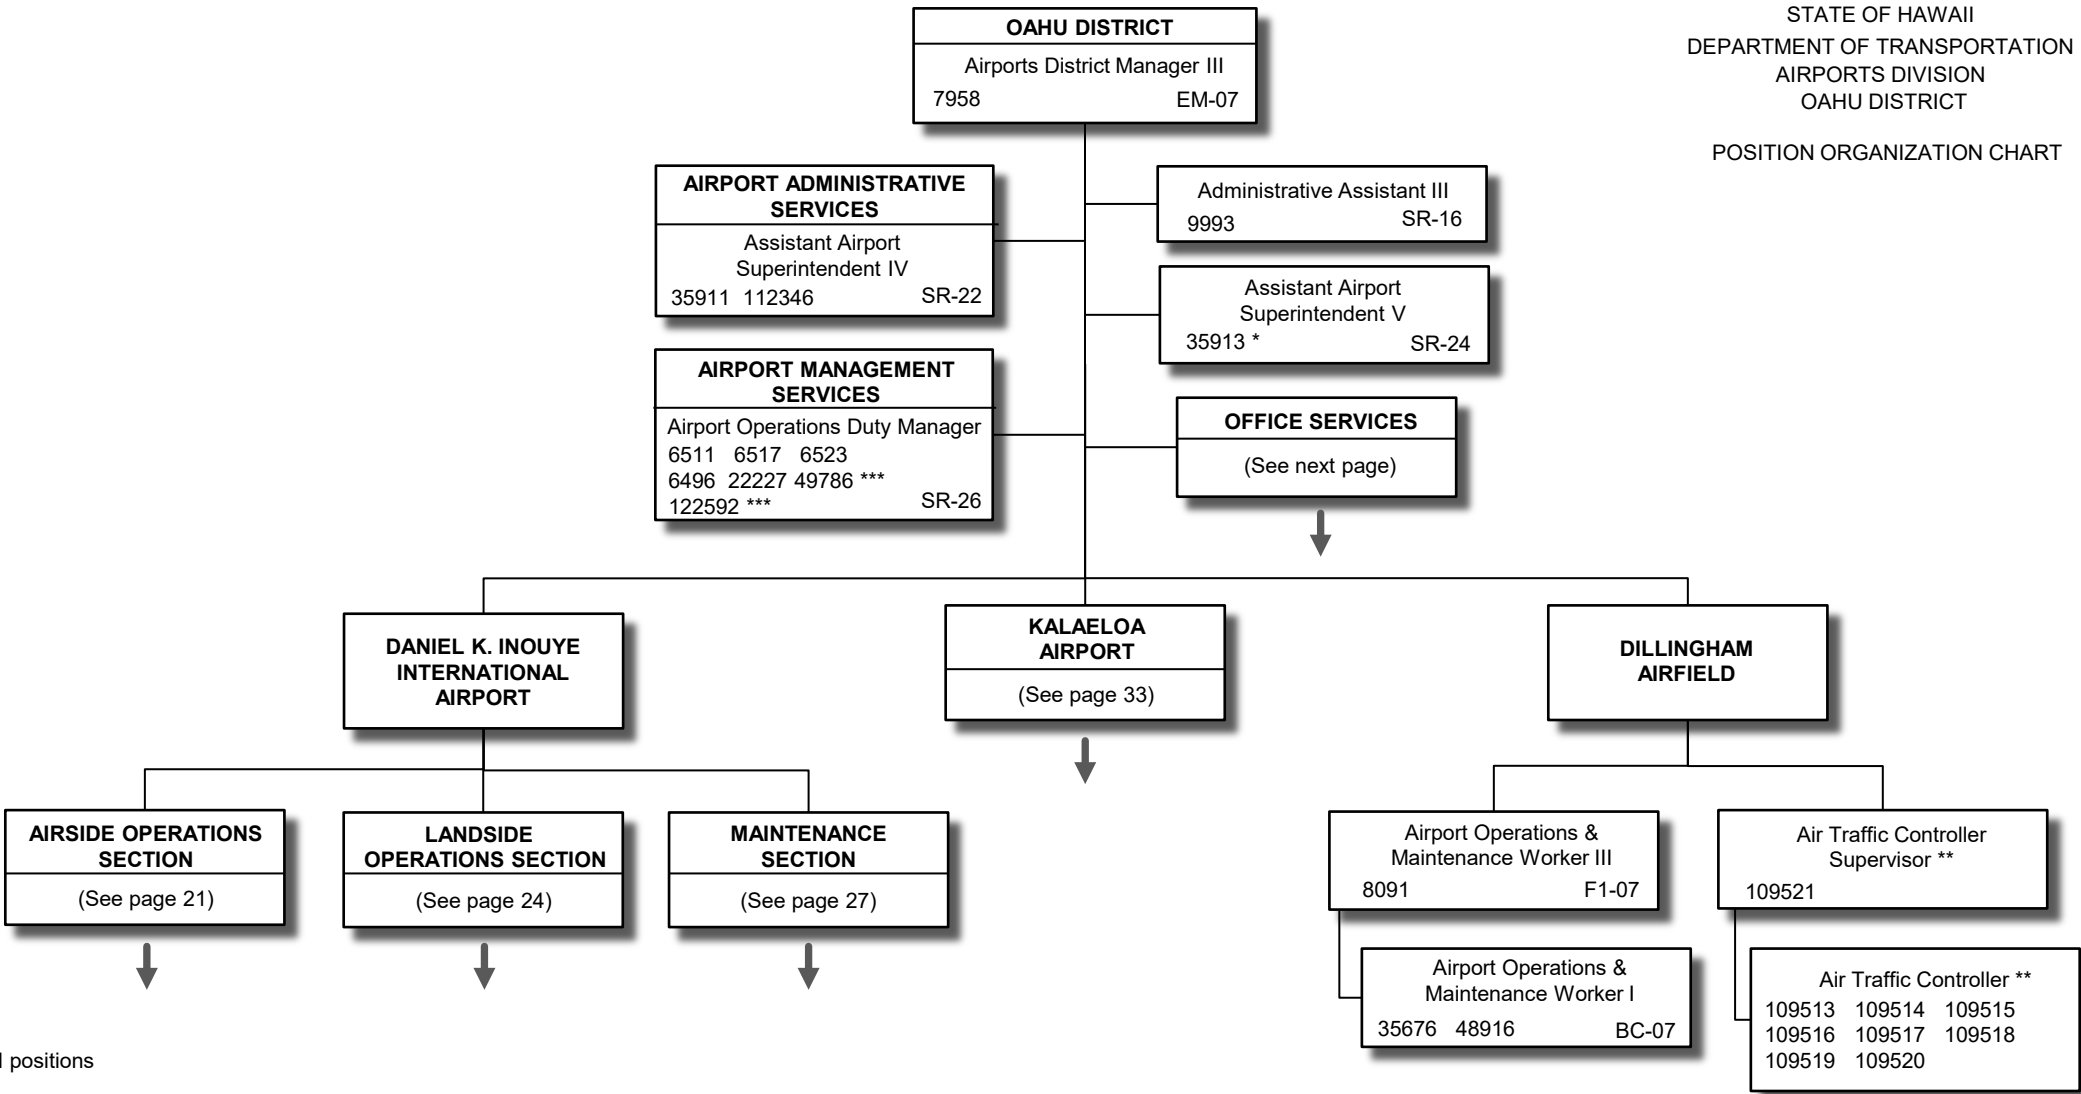 STATE OF HAWAII
DEPARTMENT OF TRANSPORTATION
AIRPORTS DIVISION
OAHU DISTRICT
POSITION ORGANIZATION CHART
OAHU DISTRICT
Airports District Manager III
7958 EM-07
AIRPORT ADMINISTRATIVE
SERVICES
Assistant Airport
Superintendent IV
35911 112346 SR-22
Administrative Assistant III
9993 SR-16
Assistant Airport
Superintendent V
35913 * SR-24
AIRPORT MANAGEMENT
SERVICES
Airport Operations Duty Manager
6511 6517 6523
6496 22227 49786 ***
122592 *** SR-26
OFFICE SERVICES
(See next page)
DANIEL K. INOUYE
INTERNATIONAL
AIRPORT
KALAELOA
AIRPORT
(See page 33)
DILLINGHAM
AIRFIELD
AIRSIDE OPERATIONS
SECTION
(See page 21)
LANDSIDE
OPERATIONS SECTION
(See page 24)
MAINTENANCE
SECTION
(See page 27)
Airport Operations &
Maintenance Worker III
8091 F1-07
Air Traffic Controller
Supervisor **
109521
Airport Operations &
Maintenance Worker I
35676 48916 BC-07
Air Traffic Controller **
109513 109514 109515
109516 109517 109518
109519 109520
positions